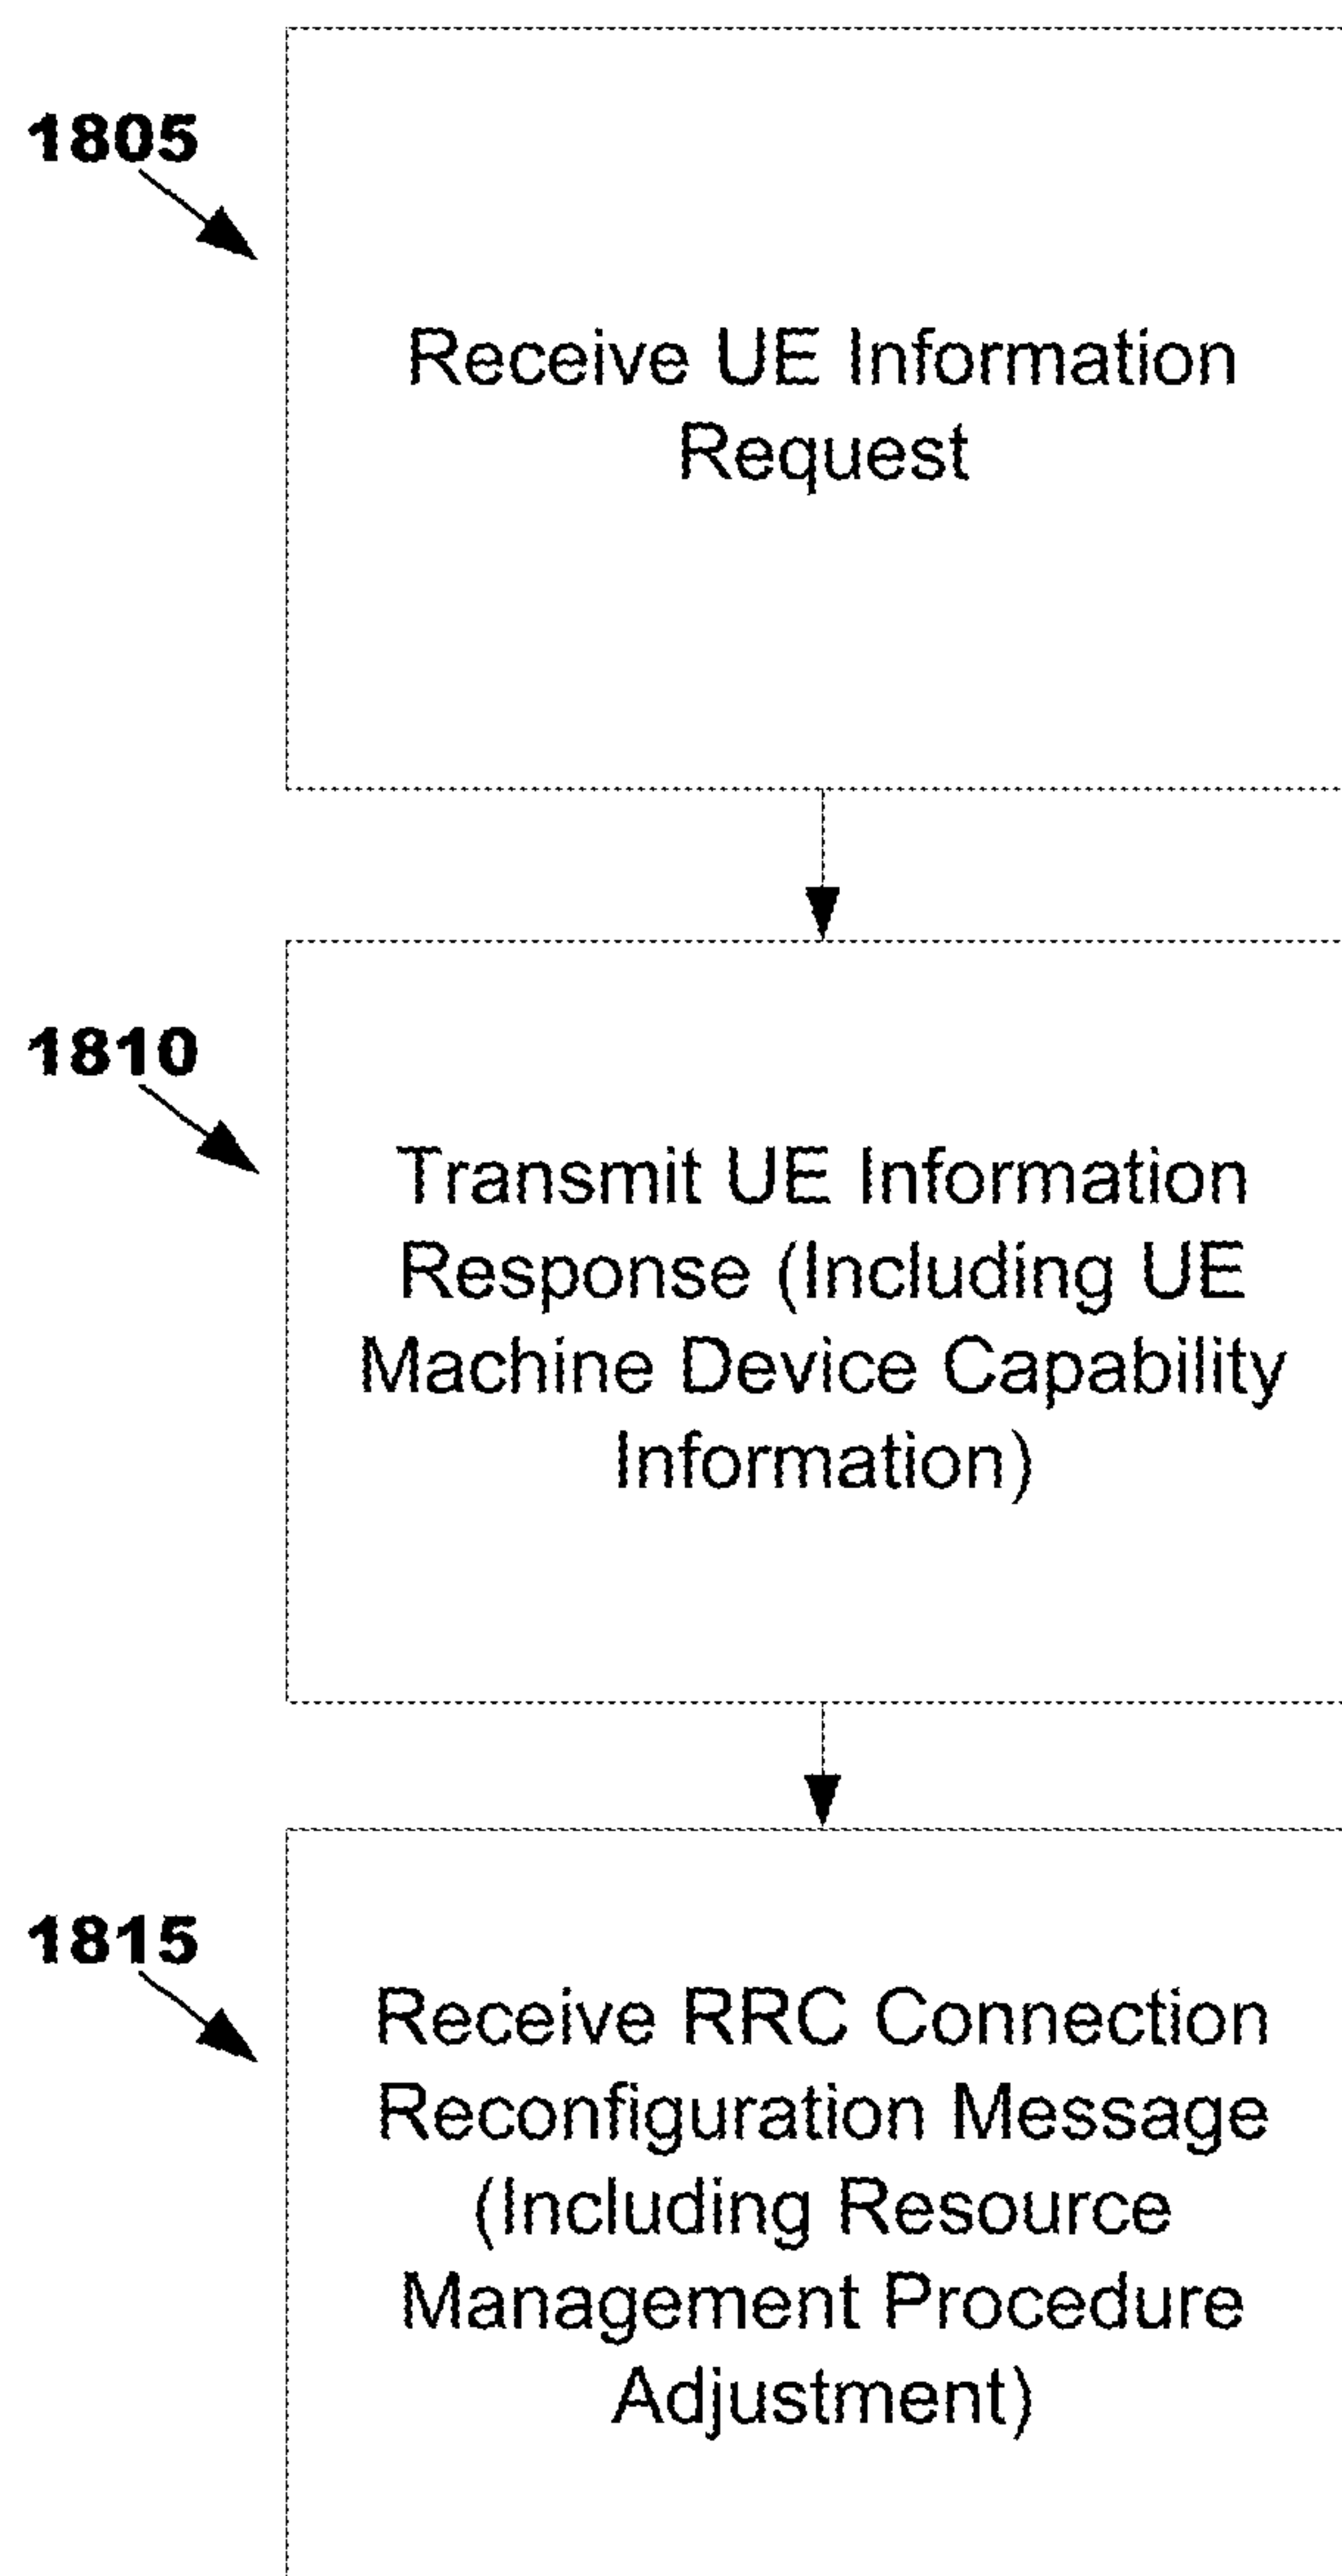 1805
Receive UE Information
Request
1810
Transmit UE Information
Response (Including UE
Machine Device Capability
Information)
1815
Receive RRC Connection
Reconfiguration Message
(Including Resource
Management Procedure
Adjustment)